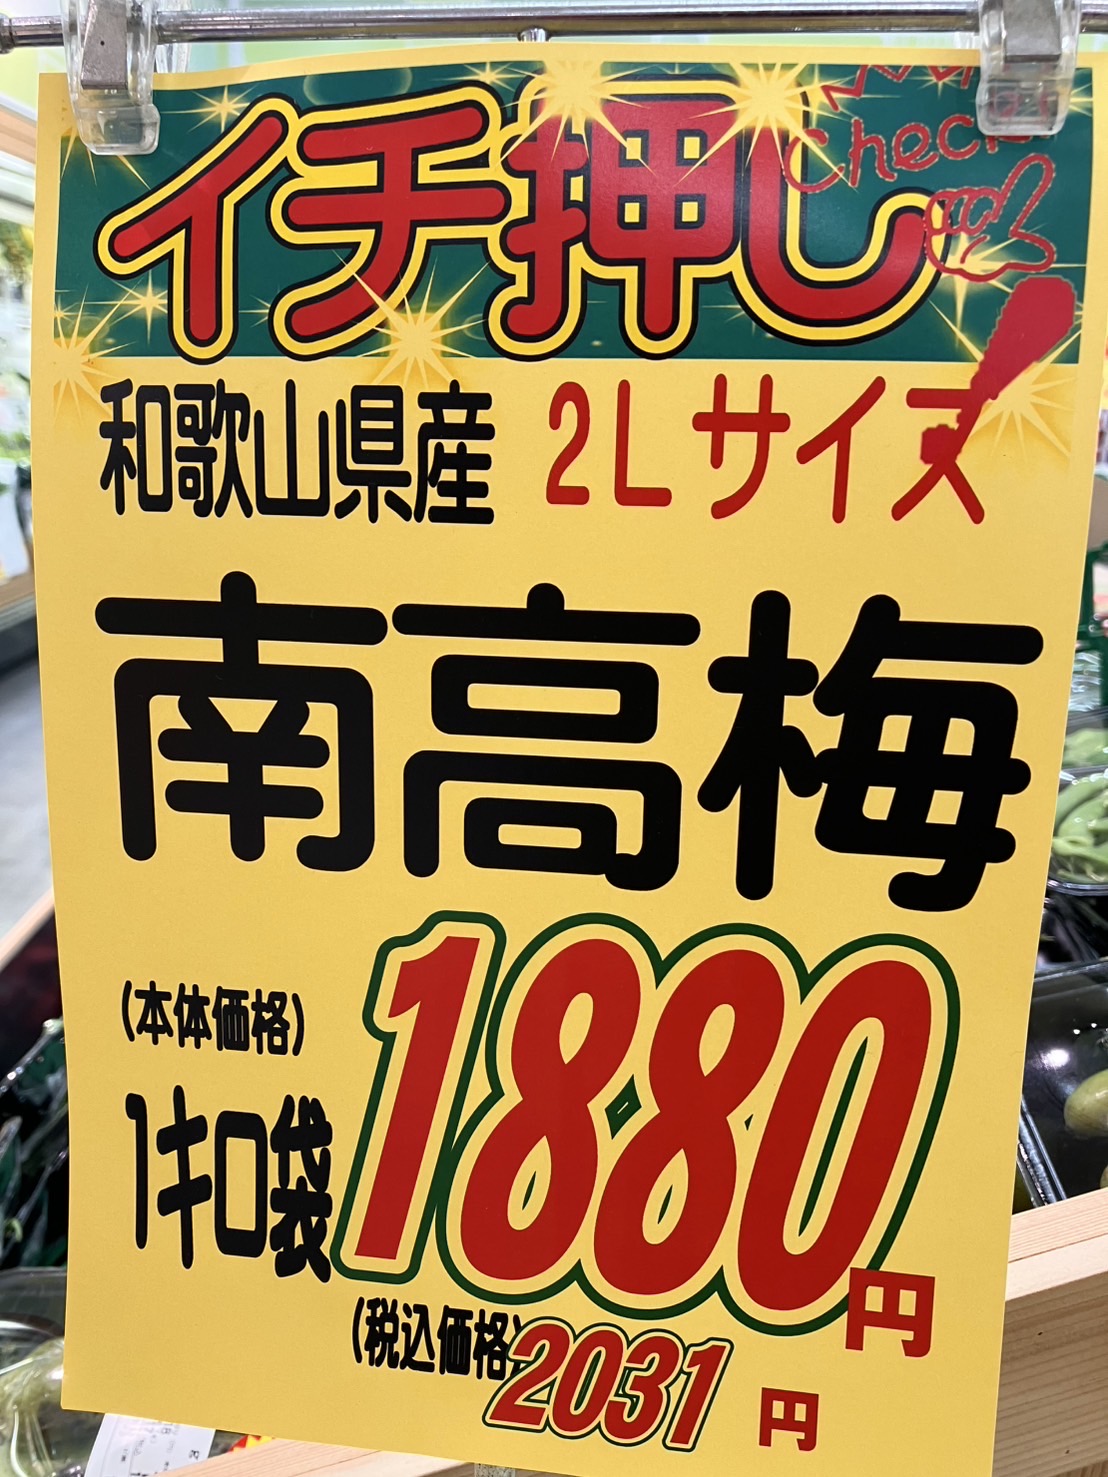 イチ押し
Check
和歌山県産 2Lサイズ
南高梅
(本体価格)
1キロ袋 1880円
(税込価格) 2031円